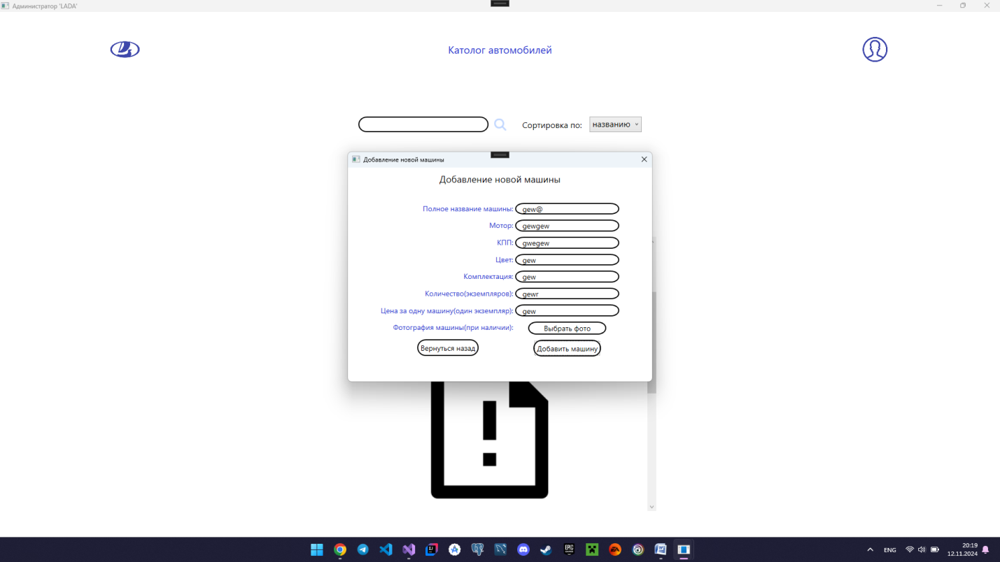 Администратор 'LADA'
Католог автомобилей
Сортировка по: названию
Добавление новой машины
Добавление новой машины
Полное название машины: gew@
Мотор: gewgew
КПП: gwegew
Цвет: gew
Комплектация: gew
Количество(экземпляров): gewr
Цена за одну машину(один экземпляр): gew
Фотография машины(при наличии): Выбрать фото
Вернуться назад Добавить машину
ENG 20:19
12.11.2024